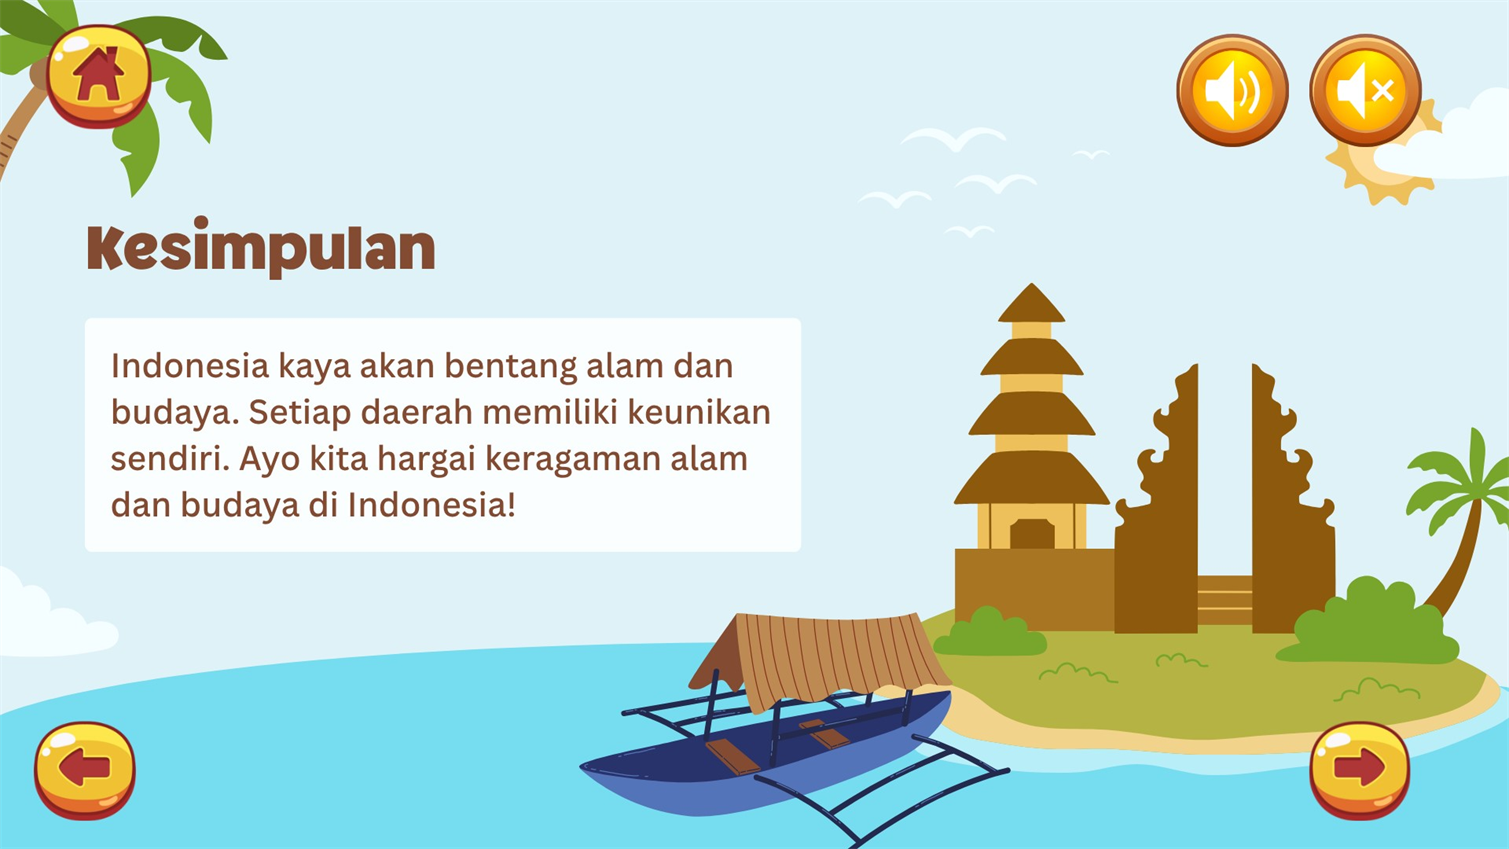 Kesimpulan
Indonesia kaya akan bentang alam dan
budaya. Setiap daerah memiliki keunikan
sendiri. Ayo kita hargai keragaman alam
dan budaya di Indonesia!